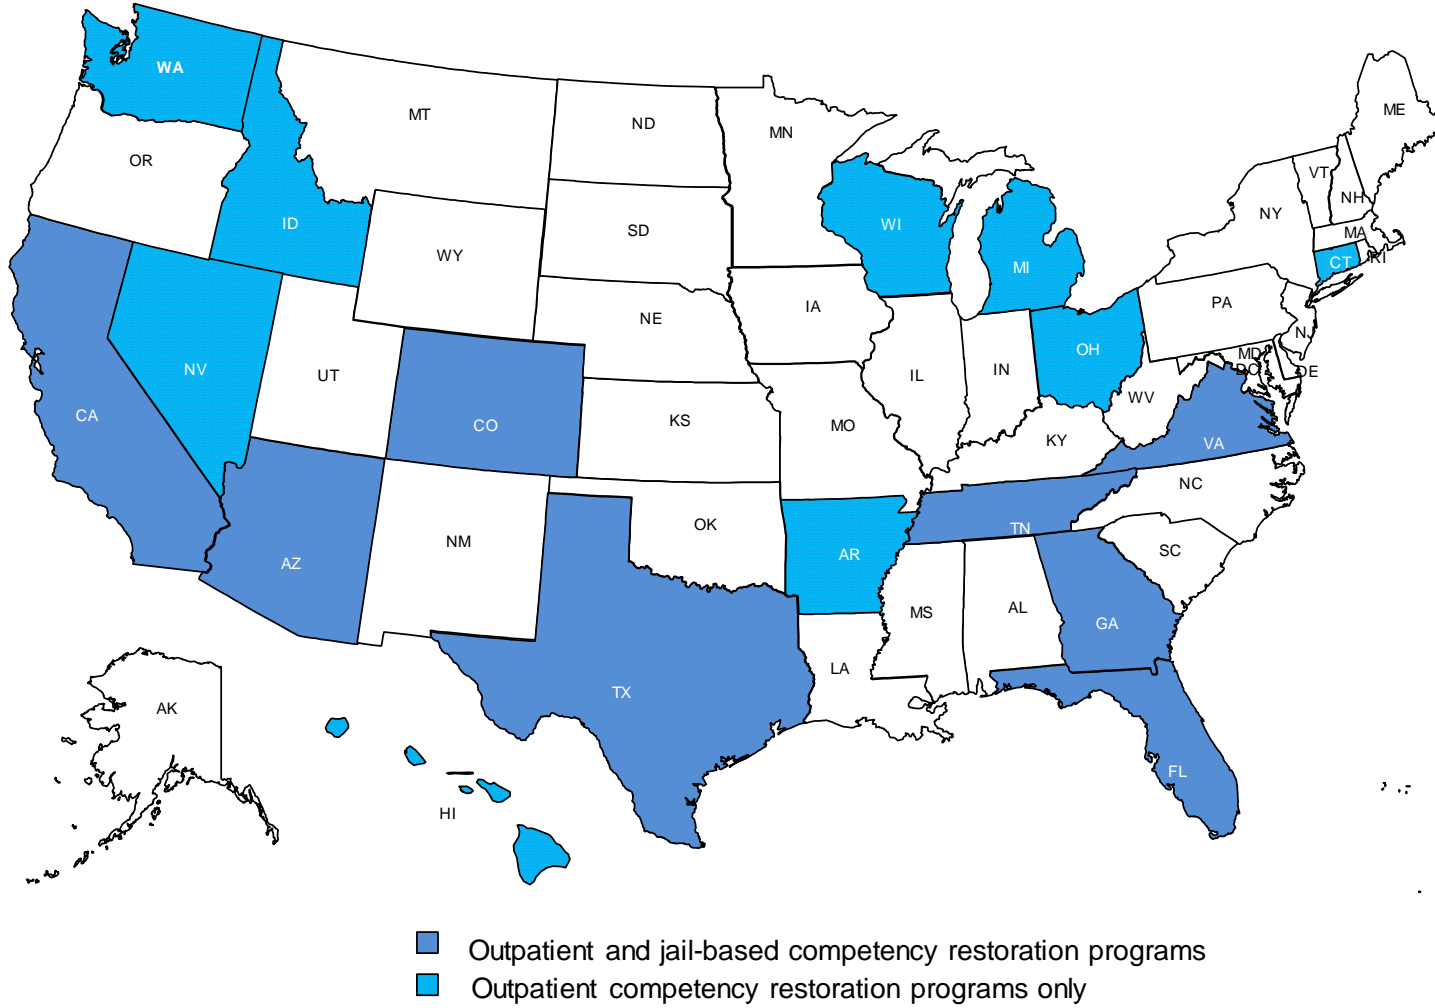 WA
MT
ND
MN
ME
OR
ID
SD
WI
VT
NH
NY
MA
WY
MI
CT
RI
NV
UT
NE
IA
PA
NJ
CA
CO
KS
MO
IL
IN
OH
MD
DC
DE
WV
KY
VA
AZ
NM
OK
AR
TN
NC
SC
MS
AL
GA
TX
LA
AK
HI
FL
Outpatient and jail-based competency restoration programs
Outpatient competency restoration programs only